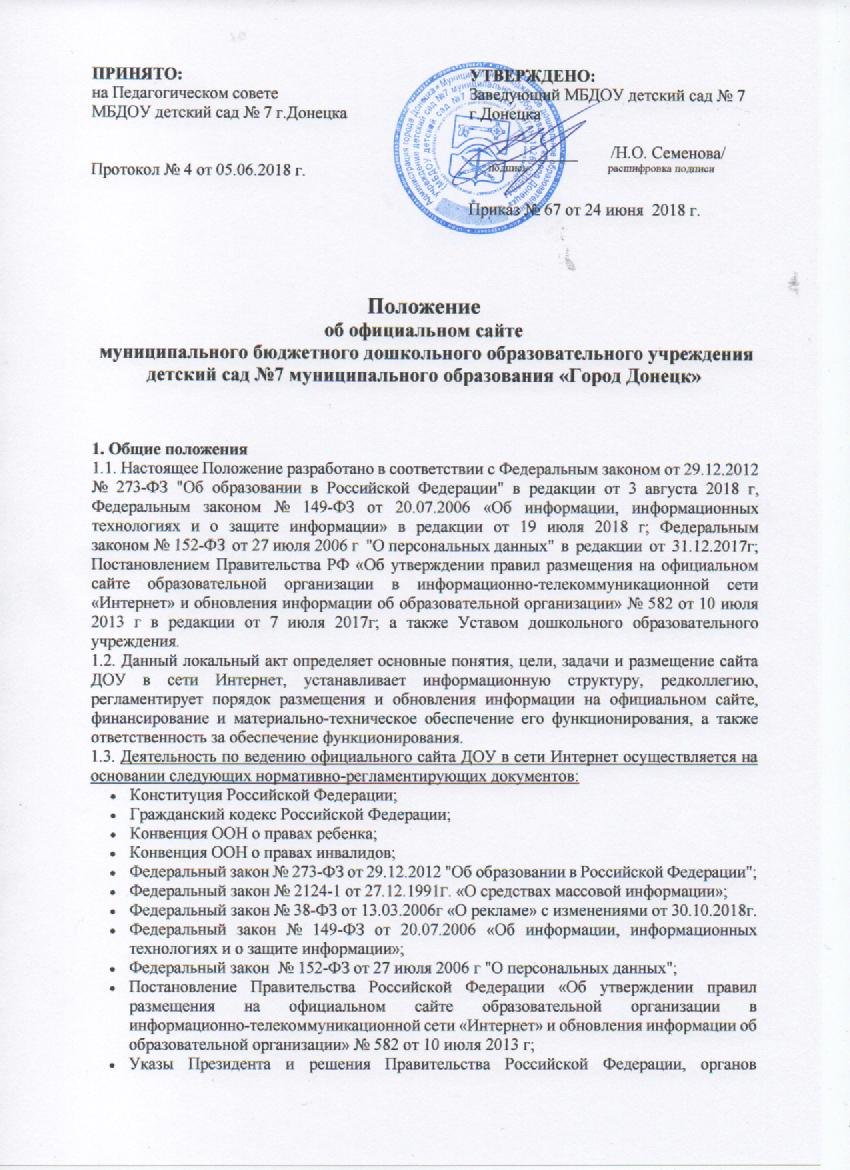 ПРИНЯТО:
на Педагогическом совете
МБДОУ детский сад № 7 г.Донецка
Протокол № 4 от 05.06.2018 г.
УТВЕРЖДЕНО:
Заведующий МБДОУ детский сад № 7
г.Донецка
/Н.О. Семенова/
подпись расшифровка подписи
Приказ № 67 от 24 июня 2018 г.
Положение
об официальном сайте
муниципального бюджетного дошкольного образовательного учреждения
детский сад №7 муниципального образования «Город Донецк»
1. Общие положения
1.1. Настоящее Положение разработано в соответствии с Федеральным законом от 29.12.2012
№ 273-ФЗ "Об образовании в Российской Федерации" в редакции от 3 августа 2018 г,
Федеральным законом № 149-ФЗ от 20.07.2006 «Об информации, информационных
технологиях и о защите информации» в редакции от 19 июля 2018 г; Федеральным
законом № 152-ФЗ от 27 июля 2006 г "О персональных данных" в редакции от 31.12.2017г;
Постановлением Правительства РФ «Об утверждении правил размещения на официальном
сайте образовательной организации в информационно-телекоммуникационной сети
«Интернет» и обновления информации об образовательной организации» № 582 от 10 июля
2013 г в редакции от 7 июля 2017г; а также Уставом дошкольного образовательного
учреждения.
1.2. Данный локальный акт определяет основные понятия, цели, задачи и размещение сайта
ДОУ в сети Интернет, устанавливает информационную структуру, редколлегию,
регламентирует порядок размещения и обновления информации на официальном сайте,
финансирование и материально-техническое обеспечение его функционирования, а также
ответственность за обеспечение функционирования.
1.3. Деятельность по ведению официального сайта ДОУ в сети Интернет осуществляется на
основании следующих нормативно-регламентирующих документов:
• Конституция Российской Федерации;
• Гражданский кодекс Российской Федерации;
• Конвенция ООН о правах ребенка;
• Конвенция ООН о правах инвалидов;
• Федеральный закон № 273-ФЗ от 29.12.2012 "Об образовании в Российской Федерации";
• Федеральный закон № 2124-1 от 27.12.1991г. «О средствах массовой информации»;
• Федеральный закон № 38-ФЗ от 13.03.2006г «О рекламе» с изменениями от 30.10.2018г.
• Федеральный закон № 149-ФЗ от 20.07.2006 «Об информации, информационных
технологиях и о защите информации»;
• Федеральный закон № 152-ФЗ от 27 июля 2006 г "О персональных данных";
• Постановление Правительства Российской Федерации «Об утверждении правил
размещения на официальном сайте образовательной организации в
информационно-телекоммуникационной сети «Интернет» и обновления информации об
образовательной организации» № 582 от 10 июля 2013 г;
• Указы Президента и решения Правительства Российской Федерации, органов